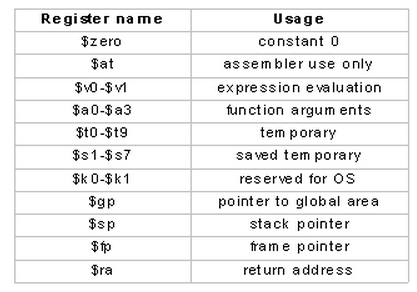 Register name Usage
$zero constant 0
$at assembler use only
$v0-$v1 expression evaluation
$a0-$a3 function arguments
$t0-$t9 temporary
$s1-$s7 saved temporary
$k0-$k1 reserved for OS
$gp pointer to global area
$sp stack pointer
$fp frame pointer
$ra return address